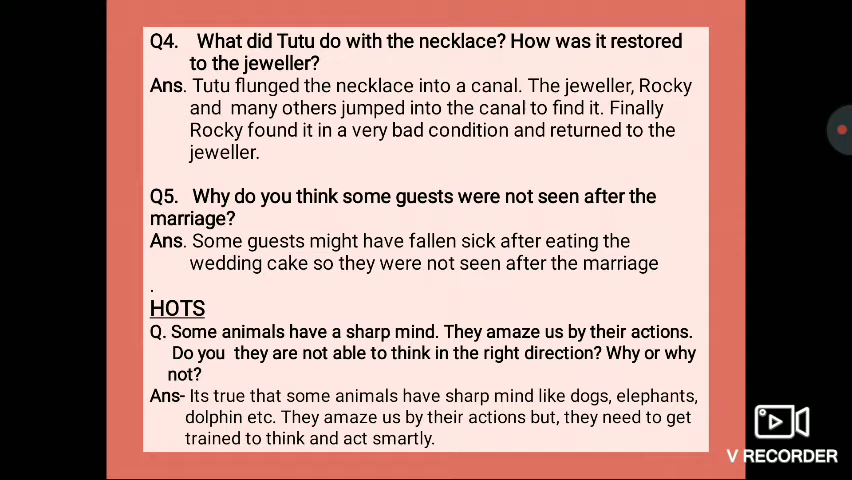 Q4. What did Tutu do with the necklace? How was it restored
to the jeweller?
Ans. Tutu flunged the necklace into a canal. The jeweller, Rocky
and many others jumped into the canal to find it. Finally
Rocky found it in a very bad condition and returned to the
jeweller.
Q5. Why do you think some guests were not seen after the
marriage?
Ans. Some guests might have fallen sick after eating the
wedding cake so they were not seen after the marriage
.
HOTS
Q. Some animals have a sharp mind. They amaze us by their actions.
Do you they are not able to think in the right direction? Why or why
not?
Ans- Its true that some animals have sharp mind like dogs, elephants,
dolphin etc. They amaze us by their actions but, they need to get
trained to think and act smartly.
V RECORDER